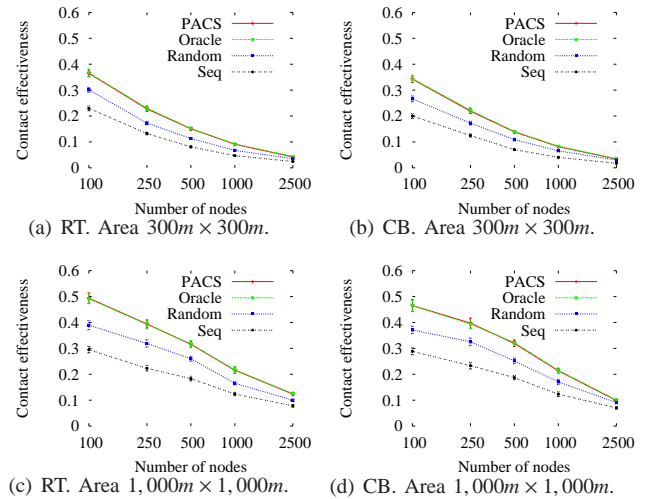 Contact effectiveness
0.6
0.5
0.4
0.3
0.2
0.1
0
PACS
Oracle
Random
Seq
100 250 500 1000 2500
Number of nodes
(a) RT. Area 300m × 300m.
Contact effectiveness
0.6
0.5
0.4
0.3
0.2
0.1
0
PACS
Oracle
Random
Seq
100 250 500 1000 2500
Number of nodes
(b) CB. Area 300m × 300m.
Contact effectiveness
0.6
0.5
0.4
0.3
0.2
0.1
0
PACS
Oracle
Random
Seq
100 250 500 1000 2500
Number of nodes
(c) RT. Area 1,000m × 1,000m.
Contact effectiveness
0.6
0.5
0.4
0.3
0.2
0.1
0
PACS
Oracle
Random
Seq
100 250 500 1000 2500
Number of nodes
(d) CB. Area 1,000m × 1,000m.